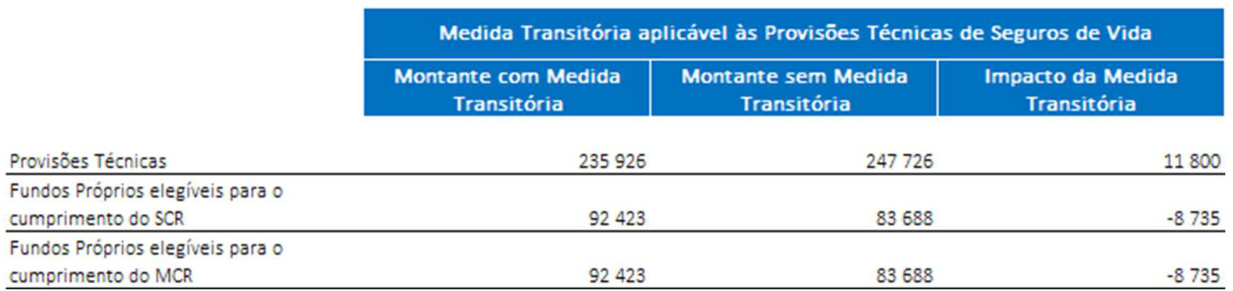 Medida Transitória aplicável às Provisões Técnicas de Seguros de Vida
Montante com Medida Transitória
Montante sem Medida Transitória
Impacto da Medida Transitória
Provisões Técnicas 235 926 247 726 11 800
Fundos Próprios elegíveis para o
cumprimento do SCR 92 423 83 688 -8 735
Fundos Próprios elegíveis para o
cumprimento do MCR 92 423 83 688 -8 735